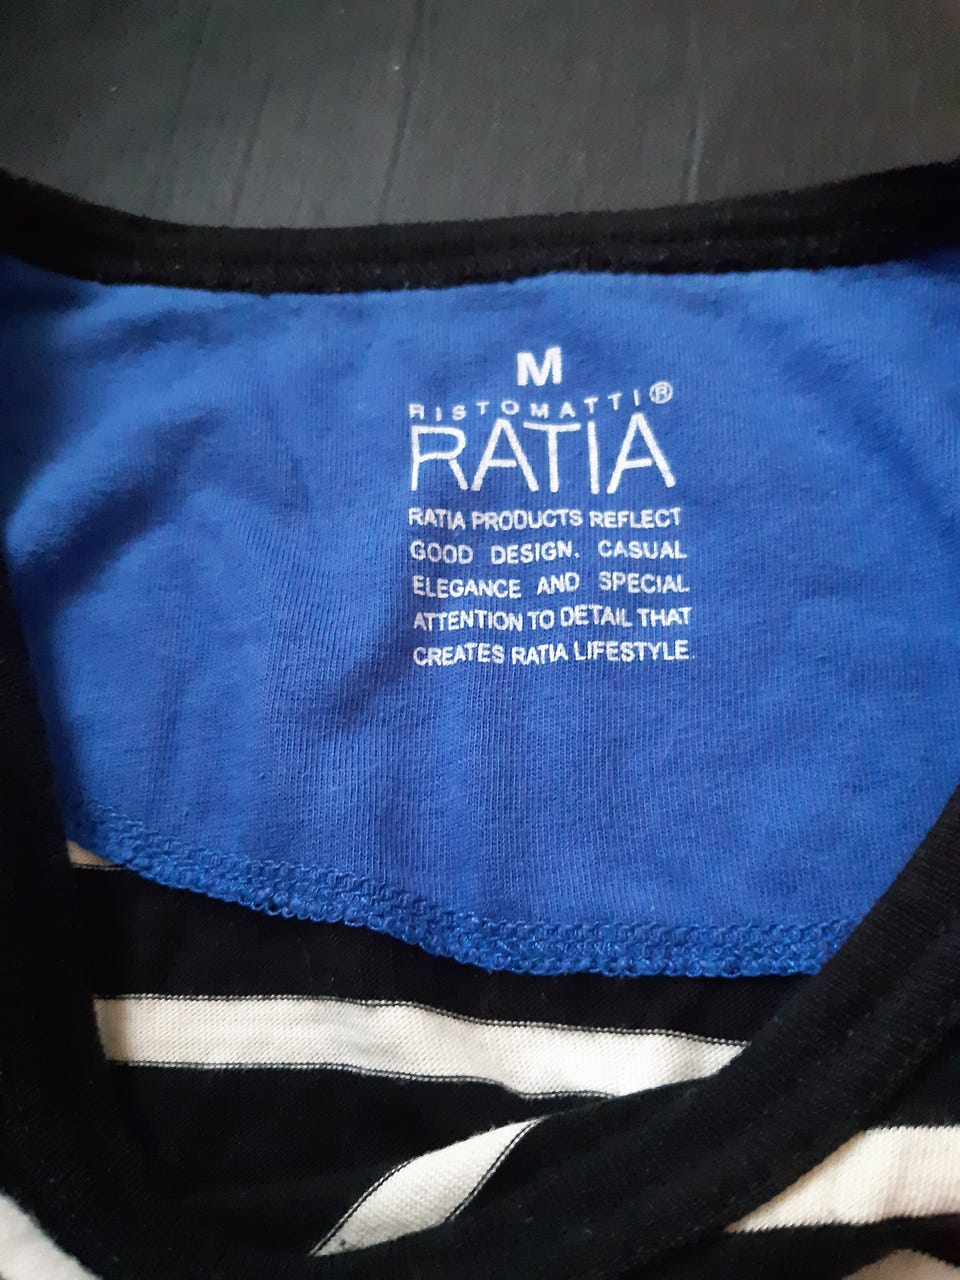 M
RISTOMATTI®
RATIA
RATIA PRODUCTS REFLECT
GOOD DESIGN, CASUAL
ELEGANCE AND SPECIAL
ATTENTION TO DETAIL THAT
CREATES RATIA LIFESTYLE.